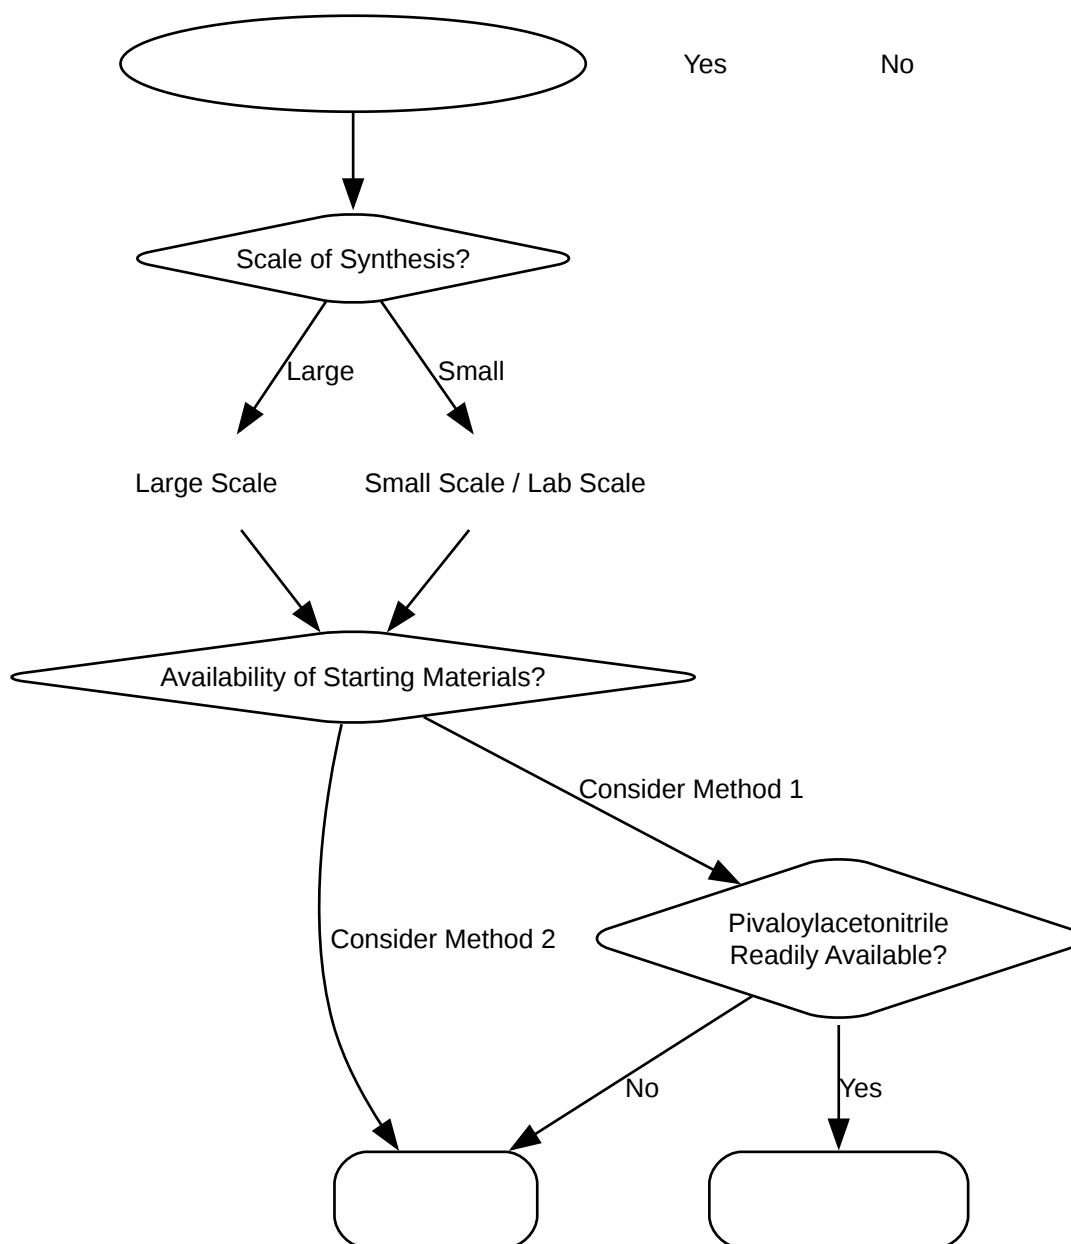 Yes
No
Scale of Synthesis?
Large
Small
Large Scale
Small Scale / Lab Scale
Availability of Starting Materials?
Consider Method 1
Pivaloylacetonitrile
Readily Available?
Consider Method 2
No
Yes